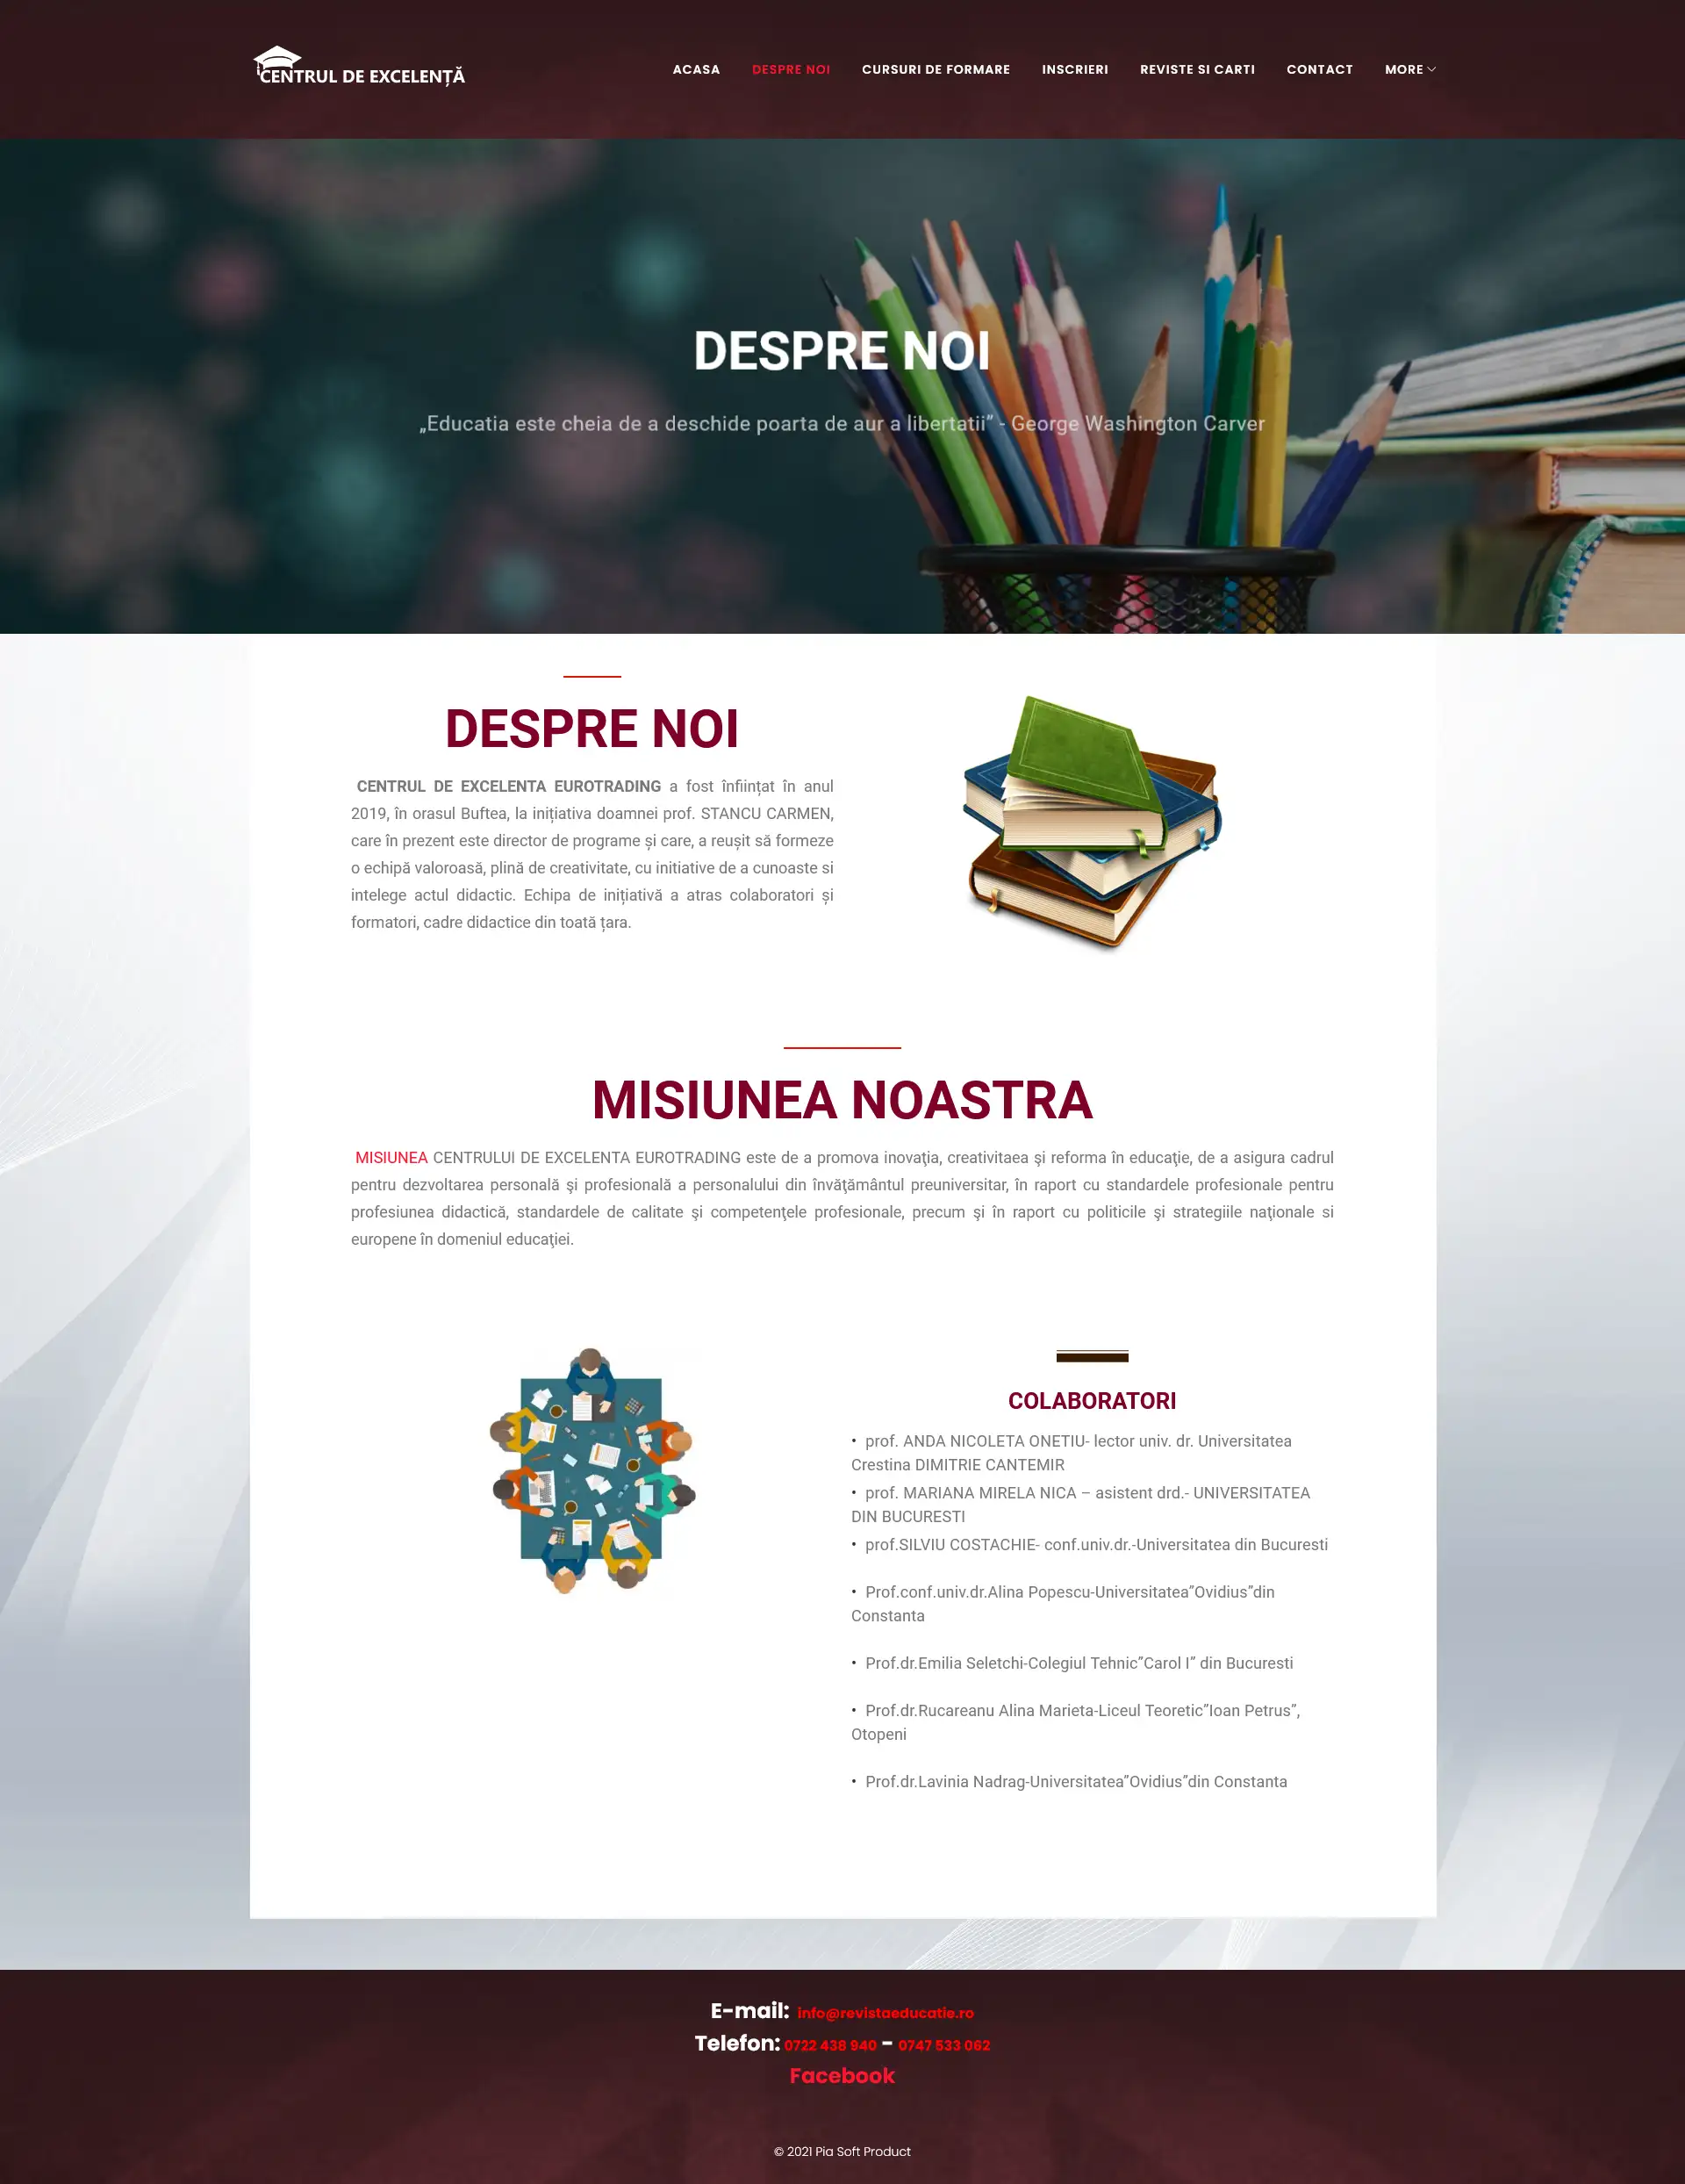 CENTRUL DE EXCELENȚĂ
ACASA DESPRE NOI CURSURI DE FORMARE INSCRIERI REVISTE SI CARTI CONTACT MORE
DESPRE NOI
„Educatia este cheia de a deschide poarta de aur a libertatii” - George Washington Carver
DESPRE NOI
CENTRUL DE EXCELENTA EUROTRADING a fost înființat în anul
2019, în orasul Buftea, la inițiativa doamnei prof. STANCU CARMEN,
care în prezent este director de programe și care, a reușit să formeze
o echipă valoroasă, plină de creativitate, cu initiative de a cunoaste si
intelege actul didactic. Echipa de inițiativă a atras colaboratori și
formatori, cadre didactice din toată țara.
MISIUNEA NOASTRA
MISIUNEA CENTRULUI DE EXCELENTA EUROTRADING este de a promova inovaţia, creativitaea şi reforma în educaţie, de a asigura cadrul
pentru dezvoltarea personală şi profesională a personalului din învăţământul preuniversitar, în raport cu standardele profesionale pentru
profesiunea didactică, standardele de calitate şi competenţele profesionale, precum şi în raport cu politicile şi strategiile naţionale si
europene în domeniul educaţiei.
COLABORATORI
• prof. ANDA NICOLETA ONETIU- lector univ. dr. Universitatea
Crestina DIMITRIE CANTEMIR
• prof. MARIANA MIRELA NICA – asistent drd.- UNIVERSITATEA
DIN BUCURESTI
• prof.SILVIU COSTACHIE- conf.univ.dr.-Universitatea din Bucuresti
• Prof.conf.univ.dr.Alina Popescu-Universitatea”Ovidius”din
Constanta
• Prof.dr.Emilia Seletchi-Colegiul Tehnic”Carol I” din Bucuresti
• Prof.dr.Rucareanu Alina Marieta-Liceul Teoretic”Ioan Petrus”,
Otopeni
• Prof.dr.Lavinia Nadrag-Universitatea”Ovidius”din Constanta
E-mail: info@revistaeducatie.ro
Telefon: 0722 438 940 – 0747 533 062
Facebook
© 2021 Pia Soft Product